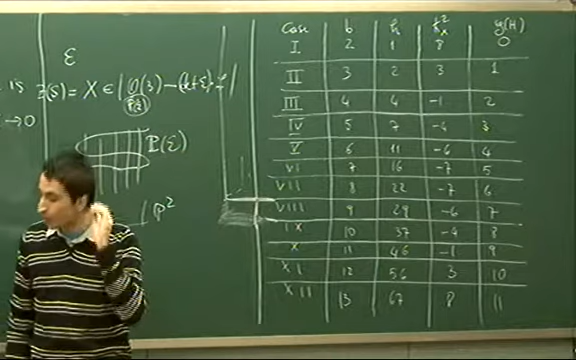 ε
is
X ∈ |
→0
P(ε)
P²
Case b h K²ₓ g(H)
I 2 1 8 0
II 3 2 3 1
III 4 4 -1 2
IV 5 7 -4 3
V 6 11 -6 4
VI 7 16 -7 5
VII 8 22 -7 6
VIII 9 29 -6 7
IX 10 37 -4 8
X 11 46 -1 9
XI 12 56 3 10
XII 13 67 8 11